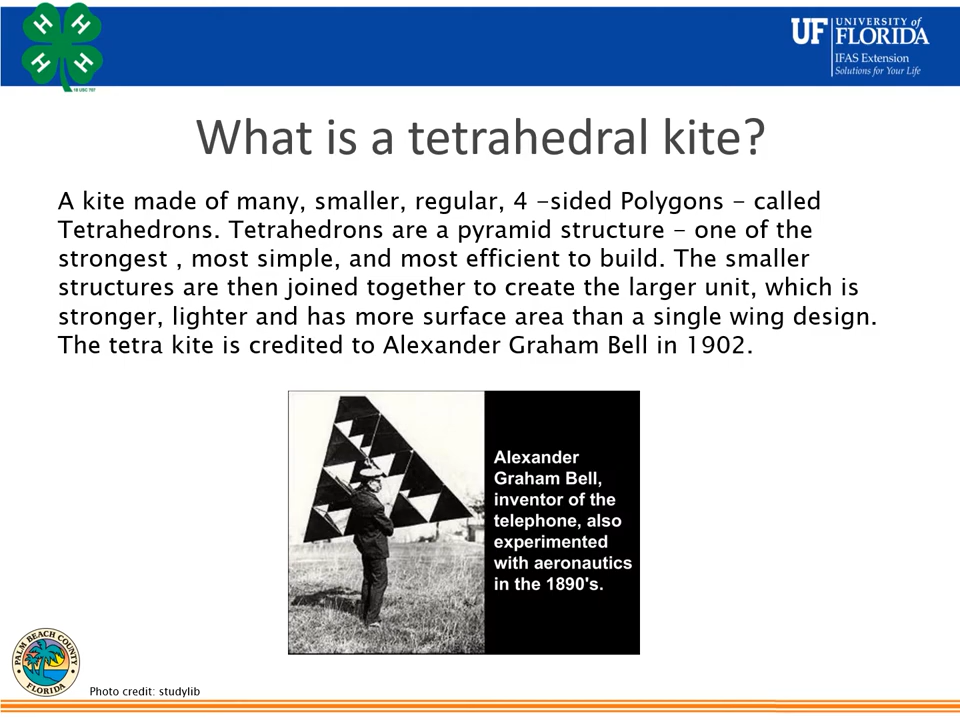 H H
H H
18 USC 707
UF UNIVERSITY of
FLORIDA
IFAS Extension
Solutions for Your Life
What is a tetrahedral kite?
A kite made of many, smaller, regular, 4 -sided Polygons - called
Tetrahedrons. Tetrahedrons are a pyramid structure - one of the
strongest , most simple, and most efficient to build. The smaller
structures are then joined together to create the larger unit, which is
stronger, lighter and has more surface area than a single wing design.
The tetra kite is credited to Alexander Graham Bell in 1902.
Alexander
Graham Bell,
inventor of the
telephone, also
experimented
with aeronautics
in the 1890's.
PALM BEACH COUNTY
FLORIDA
Photo credit: studylib